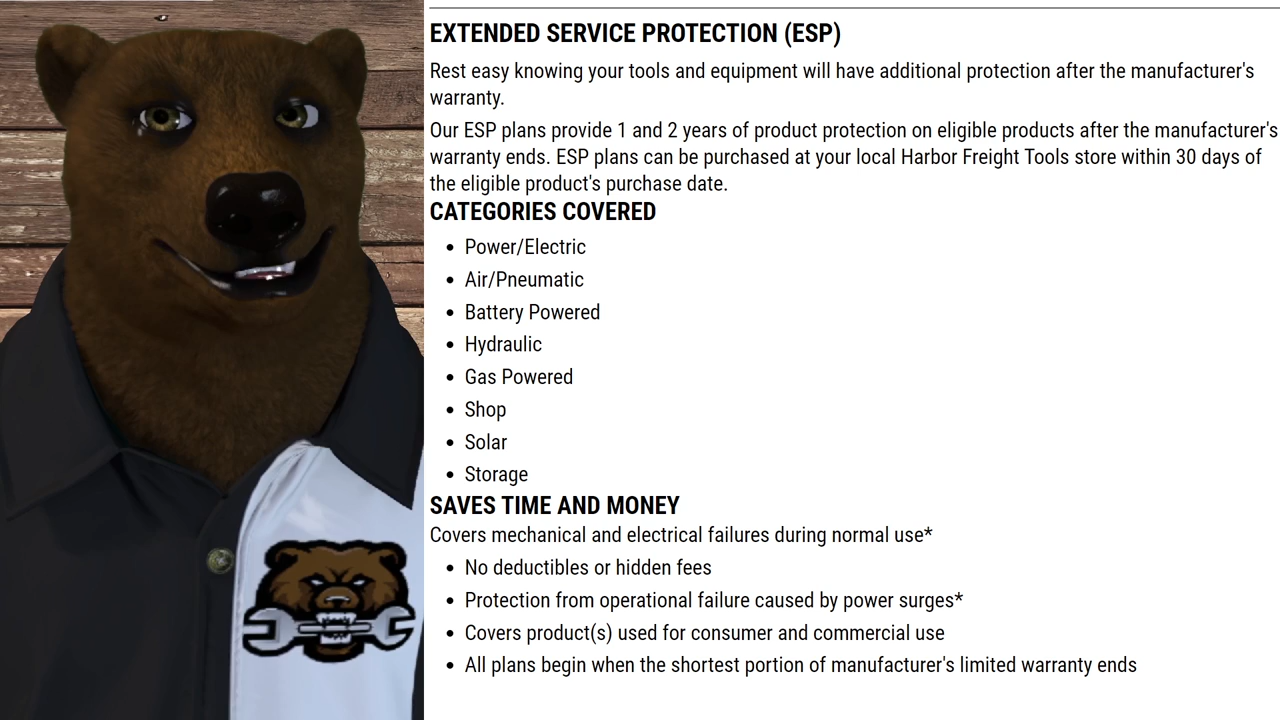 EXTENDED SERVICE PROTECTION (ESP)
Rest easy knowing your tools and equipment will have additional protection after the manufacturer's
warranty.
Our ESP plans provide 1 and 2 years of product protection on eligible products after the manufacturer's
warranty ends. ESP plans can be purchased at your local Harbor Freight Tools store within 30 days of
the eligible product's purchase date.
CATEGORIES COVERED
• Power/Electric
• Air/Pneumatic
• Battery Powered
• Hydraulic
• Gas Powered
• Shop
• Solar
• Storage
SAVES TIME AND MONEY
Covers mechanical and electrical failures during normal use*
• No deductibles or hidden fees
• Protection from operational failure caused by power surges*
• Covers product(s) used for consumer and commercial use
• All plans begin when the shortest portion of manufacturer's limited warranty ends